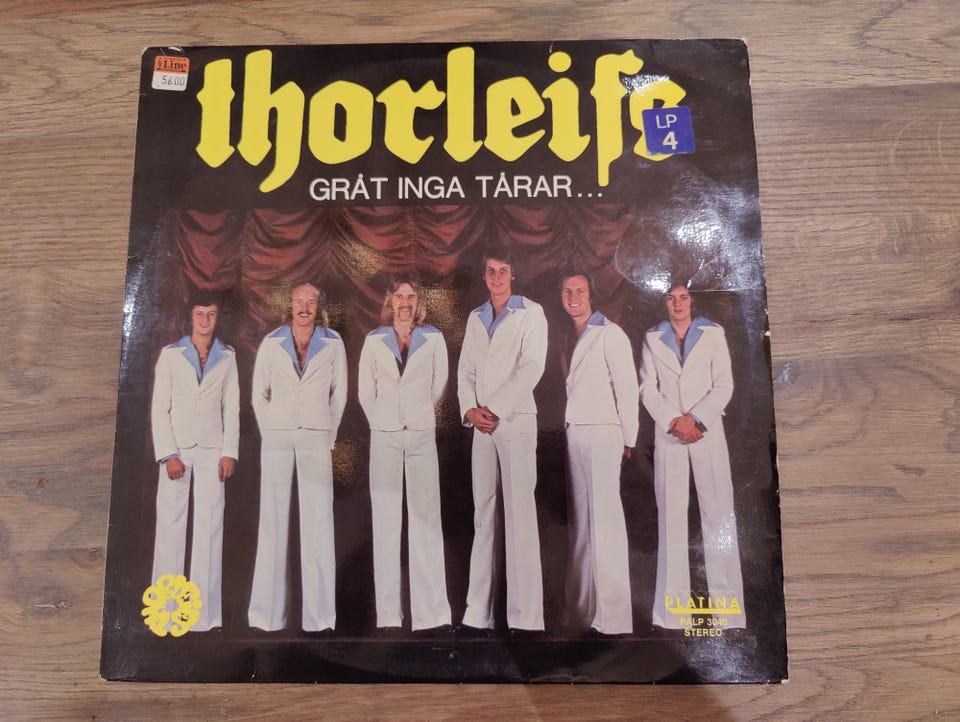 Line
56.00
thorleifs
LP
4
GRÅT INGA TÅRAR...
PLATINA
PALP 3040
STEREO